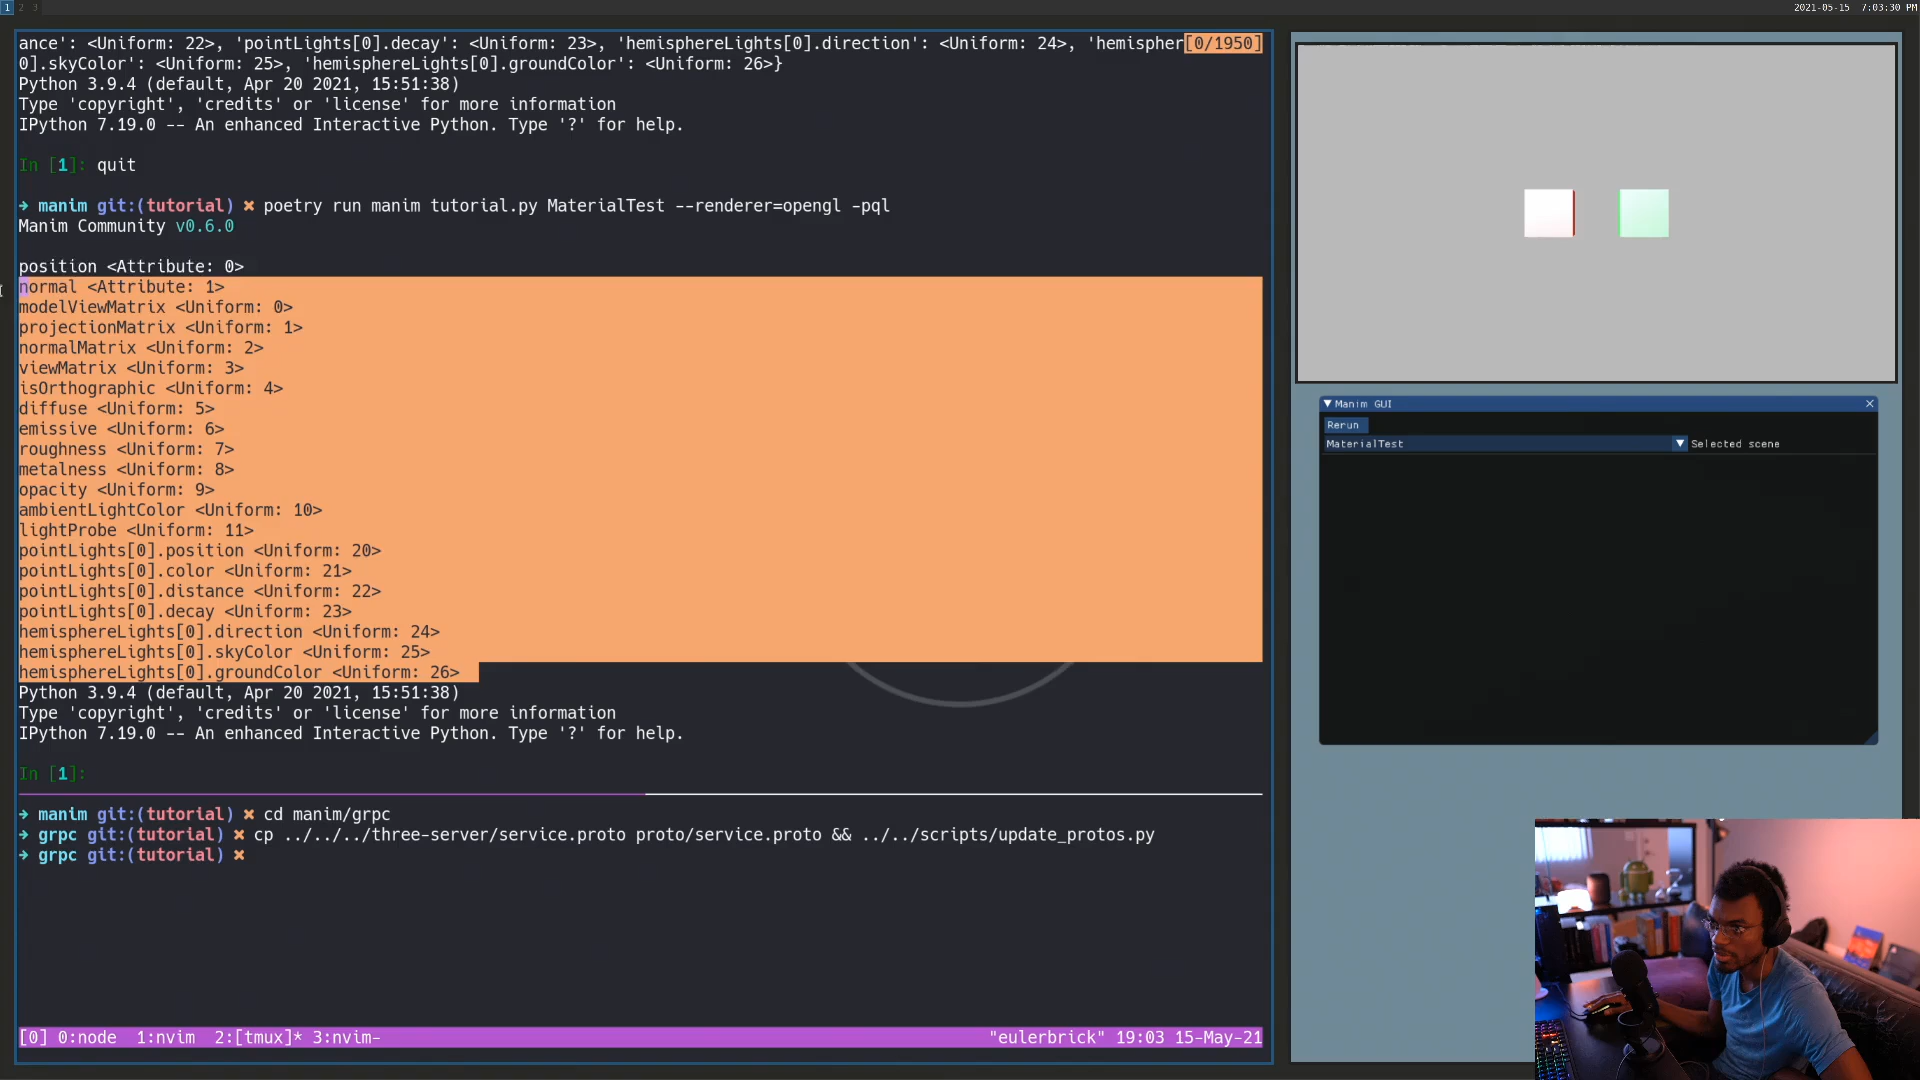 1 2 3
2021-05-15 7:03:30 PM
ance': <Uniform: 22>, 'pointLights[0].decay': <Uniform: 23>, 'hemisphereLights[0].direction': <Uniform: 24>, 'hemispher[0/1950]
0].skyColor': <Uniform: 25>, 'hemisphereLights[0].groundColor': <Uniform: 26>}
Python 3.9.4 (default, Apr 20 2021, 15:51:38)
Type 'copyright', 'credits' or 'license' for more information
IPython 7.19.0 -- An enhanced Interactive Python. Type '?' for help.
In [1]: quit
→ manim git:(tutorial) ✖ poetry run manim tutorial.py MaterialTest --renderer=opengl -pql
Manim Community v0.6.0
position <Attribute: 0>
normal <Attribute: 1>
modelViewMatrix <Uniform: 0>
projectionMatrix <Uniform: 1>
normalMatrix <Uniform: 2>
viewMatrix <Uniform: 3>
isOrthographic <Uniform: 4>
diffuse <Uniform: 5>
emissive <Uniform: 6>
roughness <Uniform: 7>
metalness <Uniform: 8>
opacity <Uniform: 9>
ambientLightColor <Uniform: 10>
lightProbe <Uniform: 11>
pointLights[0].position <Uniform: 20>
pointLights[0].color <Uniform: 21>
pointLights[0].distance <Uniform: 22>
pointLights[0].decay <Uniform: 23>
hemisphereLights[0].direction <Uniform: 24>
hemisphereLights[0].skyColor <Uniform: 25>
hemisphereLights[0].groundColor <Uniform: 26>
Python 3.9.4 (default, Apr 20 2021, 15:51:38)
Type 'copyright', 'credits' or 'license' for more information
IPython 7.19.0 -- An enhanced Interactive Python. Type '?' for help.
In [1]:
→ manim git:(tutorial) ✖ cd manim/grpc
→ grpc git:(tutorial) ✖ cp ../../../three-server/service.proto proto/service.proto && ../../scripts/update_protos.py
→ grpc git:(tutorial) ✖
[0] 0:node 1:nvim 2:[tmux]* 3:nvim-
"eulerbrick" 19:03 15-May-21
Manim GUI
Rerun
MaterialTest
Selected scene